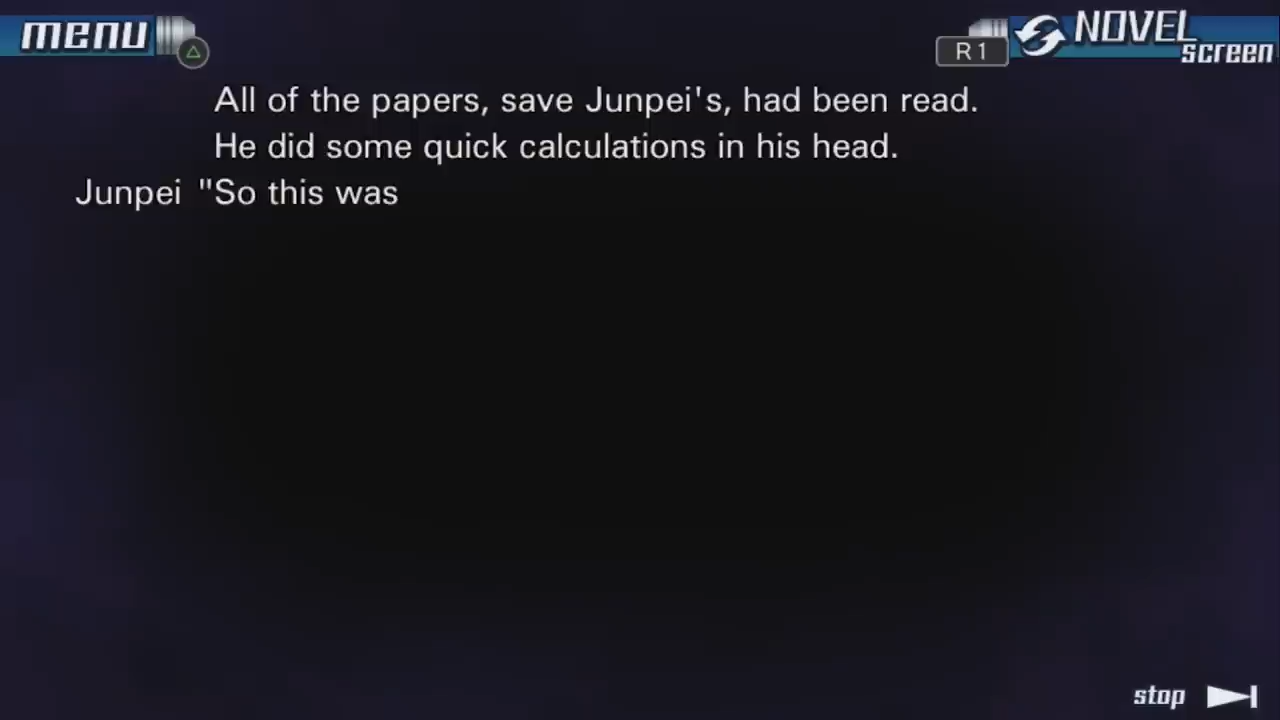 menu
R1
NOVEL
screen
All of the papers, save Junpei's, had been read.
He did some quick calculations in his head.
Junpei "So this was
stop